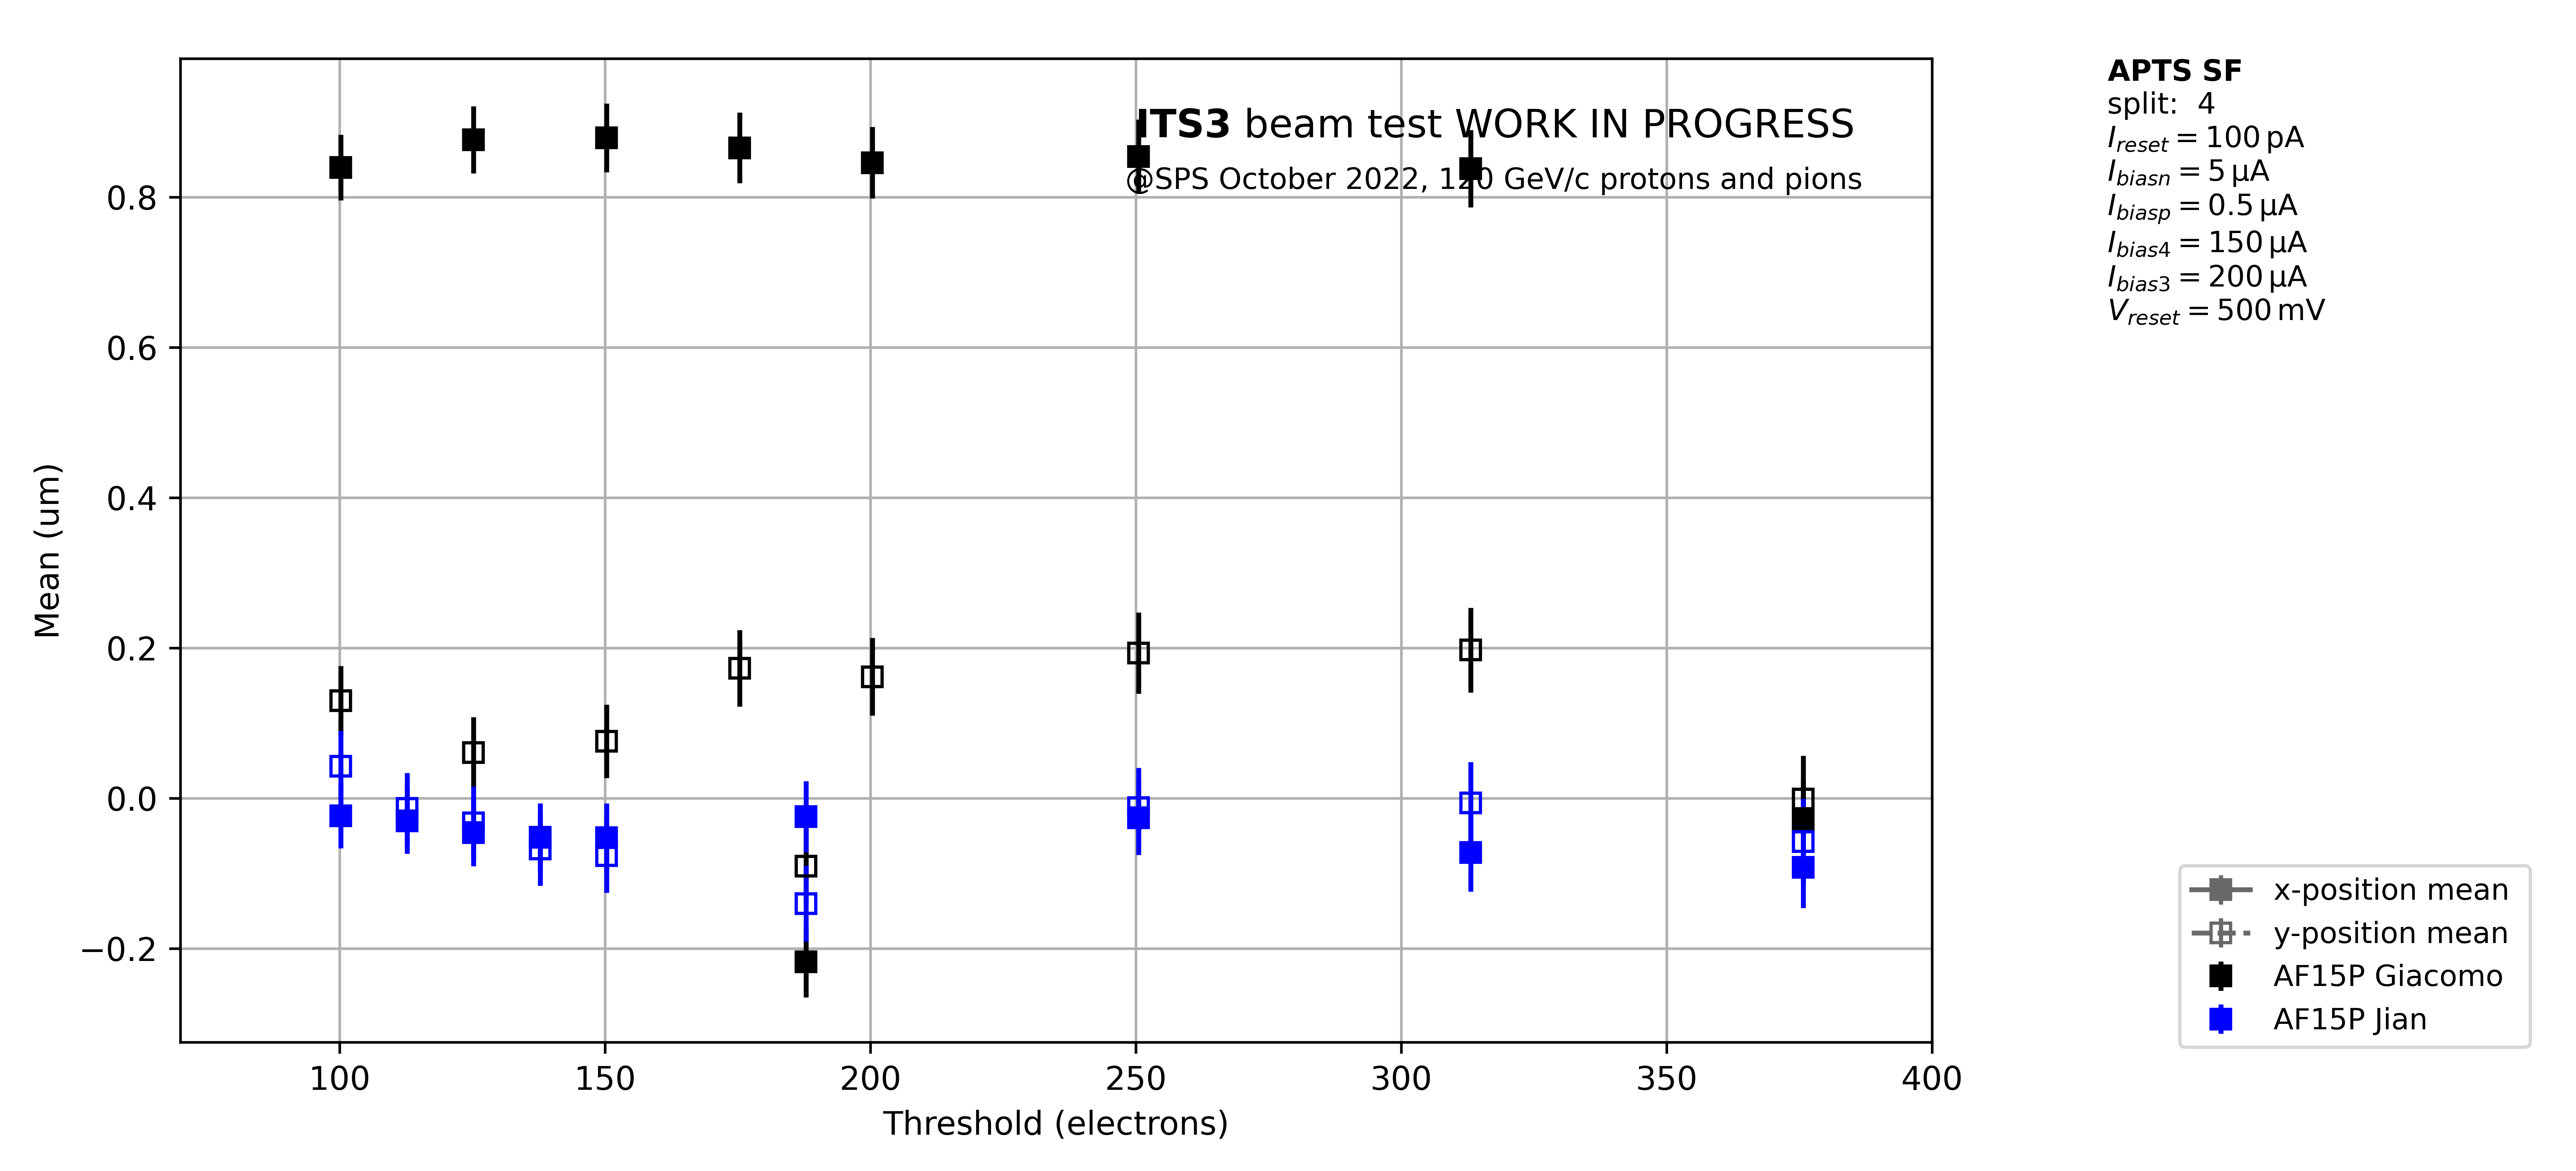 ITS3 beam test WORK IN PROGRESS
@SPS October 2022, 120 GeV/c protons and pions
0.8
0.6
0.4
0.2
0.0
−0.2
Mean (um)
100 150 200 250 300 350 400
Threshold (electrons)
APTS SF
split: 4
I_reset = 100 pA
I_biasn = 5 μA
I_biasp = 0.5 μA
I_bias4 = 150 μA
I_bias3 = 200 μA
V_reset = 500 mV
x-position mean
y-position mean
AF15P Giacomo
AF15P Jian